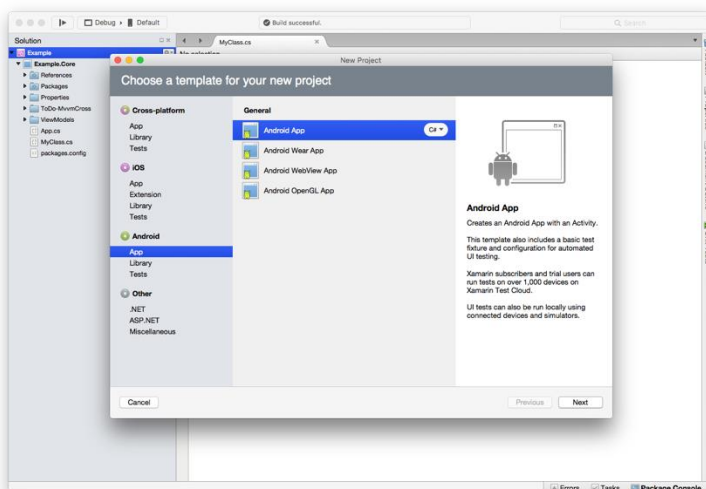 Debug › Default
Build successful.
Search
Solution
MyClass.cs
No selection
Example
Example.Core
References
Packages
Properties
ToDo-MvvmCross
ViewModels
App.cs
MyClass.cs
packages.config
New Project
Choose a template for your new project
Cross-platform
App
Library
Tests
iOS
App
Extension
Library
Tests
Android
App
Library
Tests
Other
.NET
ASP.NET
Miscellaneous
General
Android App
C#
Android Wear App
Android WebView App
Android OpenGL App
Android App
Creates an Android App with an Activity.
This template also includes a basic test
fixture and configuration for automated
UI testing.
Xamarin subscribers and trial users can
run tests on over 1,000 devices on
Xamarin Test Cloud.
UI tests can also be run locally using
connected devices and simulators.
Cancel
Previous
Next
Errors
Tasks
Package Console